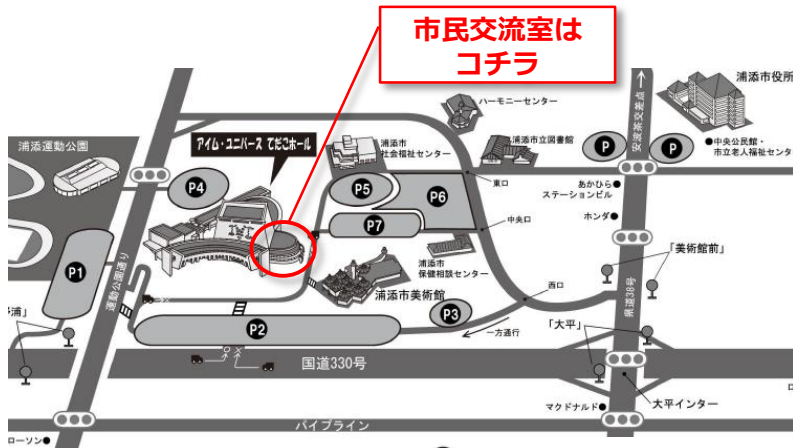 市民交流室は
コチラ
浦添市役所
安波茶交差点
ハーモニーセンター
浦添運動公園
アイム・ユニバース てだこホール
浦添市
社会福祉センター
浦添市立図書館
P
P
●中央公民館・
市立老人福祉センター
P4
P5
P6
東口
あかひら
ステーションビル
P7
中央口
ホンダ●
浦添市
保健相談センター
「美術館前」
P1
運動公園通り
浦添市美術館
西口
県道38号
P3
P2
一方通行
「大平」
国道330号
マクドナルド●
大平インター
パイプライン
ローソン●